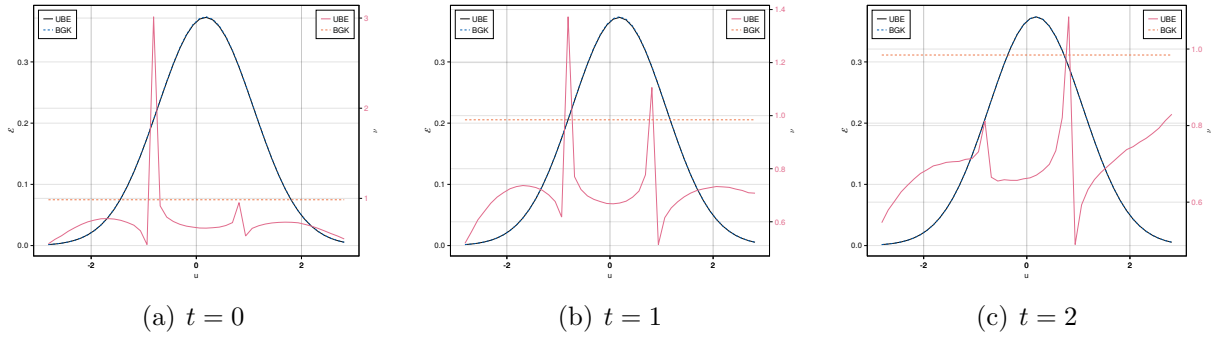 UBE
BGK
UBE
BGK
0.3
0.2
0.1
0.0
ℰ
3
2
1
ν
-2
0
2
u
(a) t = 0
UBE
BGK
UBE
BGK
0.3
0.2
0.1
0.0
ℰ
1.4
1.2
1.0
0.8
0.6
ν
-2
0
2
u
(b) t = 1
UBE
BGK
UBE
BGK
0.3
0.2
0.1
0.0
ℰ
1.0
0.8
0.6
ν
-2
0
2
u
(c) t = 2